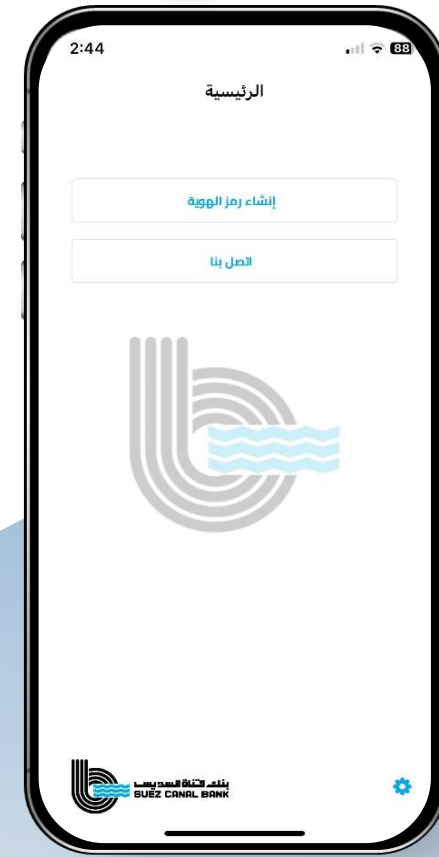 2:44
88
الرئيسية
إنشاء رمز الهوية
اتصل بنا
بنك قناة السويس
SUEZ CANAL BANK